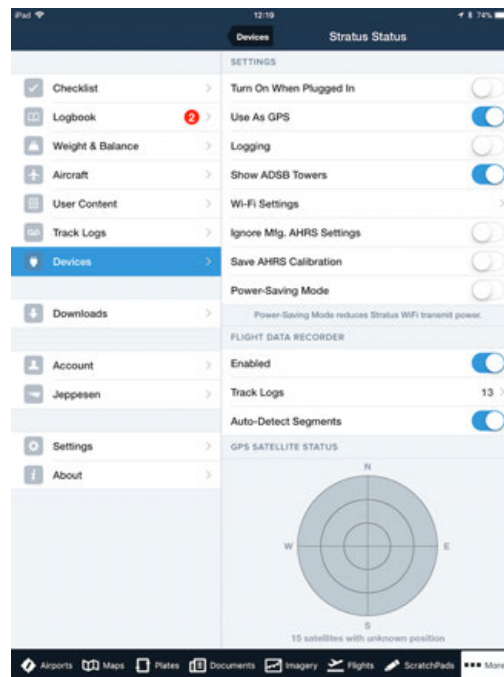 iPad
12:19
74%
Devices
Stratus Status
Checklist
Logbook 2
Weight & Balance
Aircraft
User Content
Track Logs
Devices
Downloads
Account
Jeppesen
Settings
About
SETTINGS
Turn On When Plugged In
Use As GPS
Logging
Show ADSB Towers
Wi-Fi Settings
Ignore Mfg. AHRS Settings
Save AHRS Calibration
Power-Saving Mode
Power-Saving Mode reduces Stratus WiFi transmit power.
FLIGHT DATA RECORDER
Enabled
Track Logs 13
Auto-Detect Segments
GPS SATELLITE STATUS
N
W E
S
15 satellites with unknown position
Airports Maps Plates Documents Imagery Flights ScratchPads More